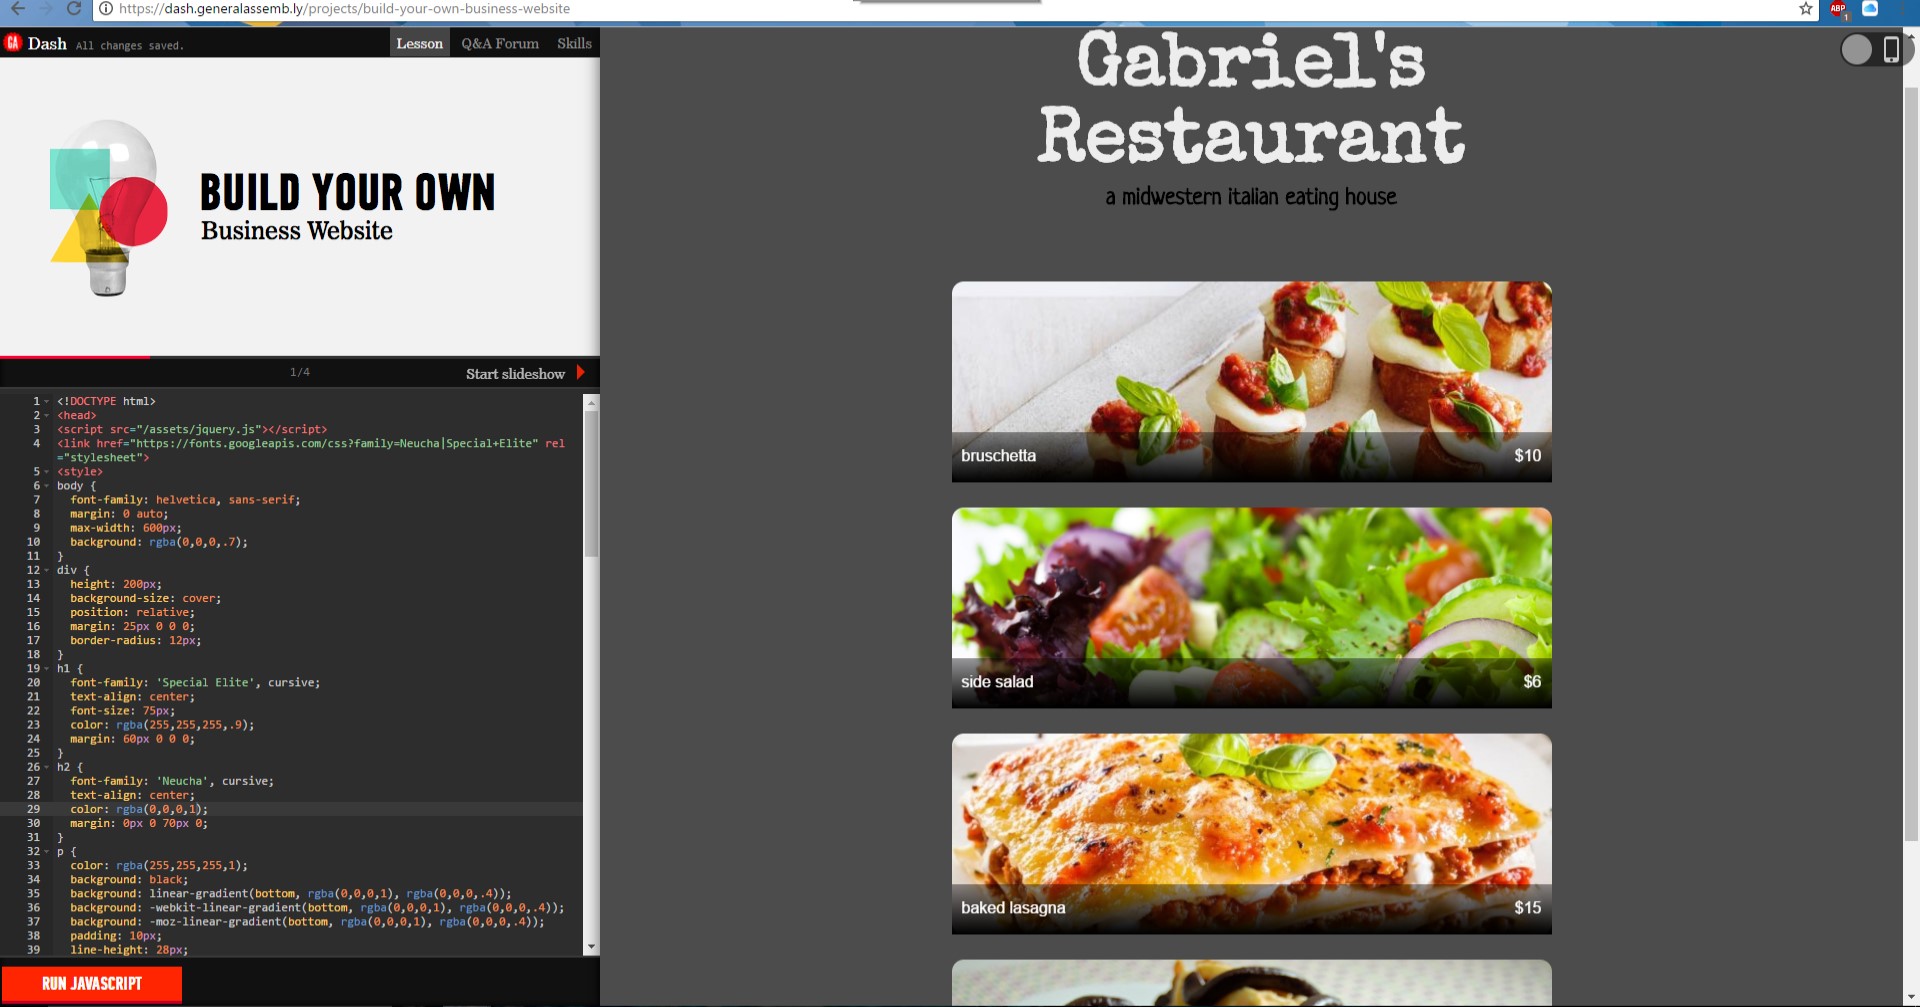 https://dash.generalassemb.ly/projects/build-your-own-business-website
ABP
1
GA Dash All changes saved.
Lesson Q&A Forum Skills
BUILD YOUR OWN
Business Website
1/4
Start slideshow
1 <!DOCTYPE html>
2 <head>
3 <script src="/assets/jquery.js"></script>
4 <link href="https://fonts.googleapis.com/css?family=Neucha|Special+Elite" rel
="stylesheet">
5 <style>
6 body {
7 font-family: helvetica, sans-serif;
8 margin: 0 auto;
9 max-width: 600px;
10 background: rgba(0,0,0,.7);
11 }
12 div {
13 height: 200px;
14 background-size: cover;
15 position: relative;
16 margin: 25px 0 0 0;
17 border-radius: 12px;
18 }
19 h1 {
20 font-family: 'Special Elite', cursive;
21 text-align: center;
22 font-size: 75px;
23 color: rgba(255,255,255,.9);
24 margin: 60px 0 0 0;
25 }
26 h2 {
27 font-family: 'Neucha', cursive;
28 text-align: center;
29 color: rgba(0,0,0,1);
30 margin: 0px 0 70px 0;
31 }
32 p {
33 color: rgba(255,255,255,1);
34 background: black;
35 background: linear-gradient(bottom, rgba(0,0,0,1), rgba(0,0,0,.4));
36 background: -webkit-linear-gradient(bottom, rgba(0,0,0,1), rgba(0,0,0,.4));
37 background: -moz-linear-gradient(bottom, rgba(0,0,0,1), rgba(0,0,0,.4));
38 padding: 10px;
39 line-height: 28px;
RUN JAVASCRIPT
Gabriel's
Restaurant
a midwestern italian eating house
bruschetta $10
side salad $6
baked lasagna $15